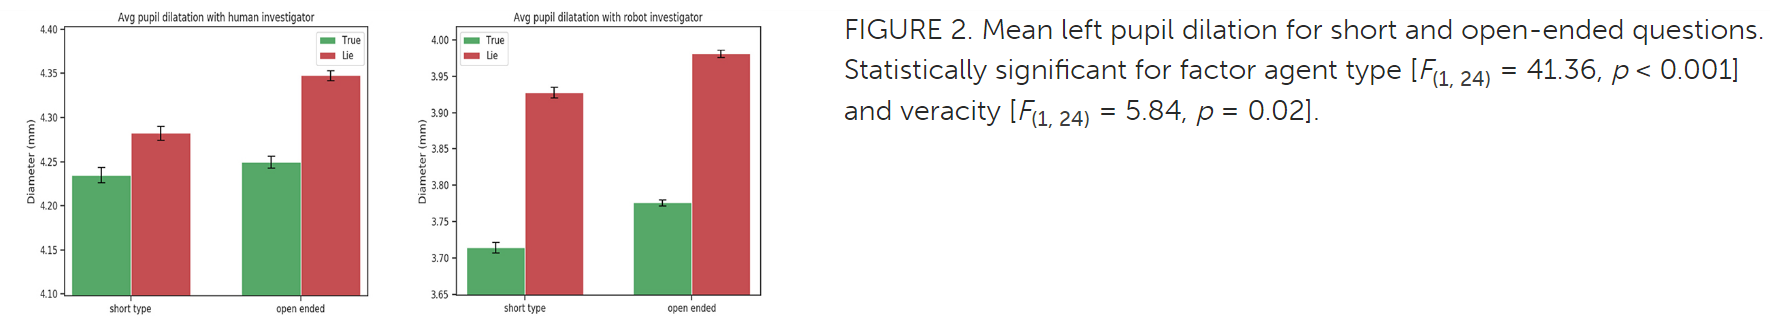 Avg pupil dilatation with human investigator
4.40
4.35
4.30
4.25
4.20
4.15
4.10
Diameter (mm)
True
Lie
short type
open ended
Avg pupil dilatation with robot investigator
4.00
3.95
3.90
3.85
3.80
3.75
3.70
3.65
Diameter (mm)
True
Lie
short type
open ended
FIGURE 2. Mean left pupil dilation for short and open-ended questions.
Statistically significant for factor agent type [F(1, 24) = 41.36, p < 0.001]
and veracity [F(1, 24) = 5.84, p = 0.02].